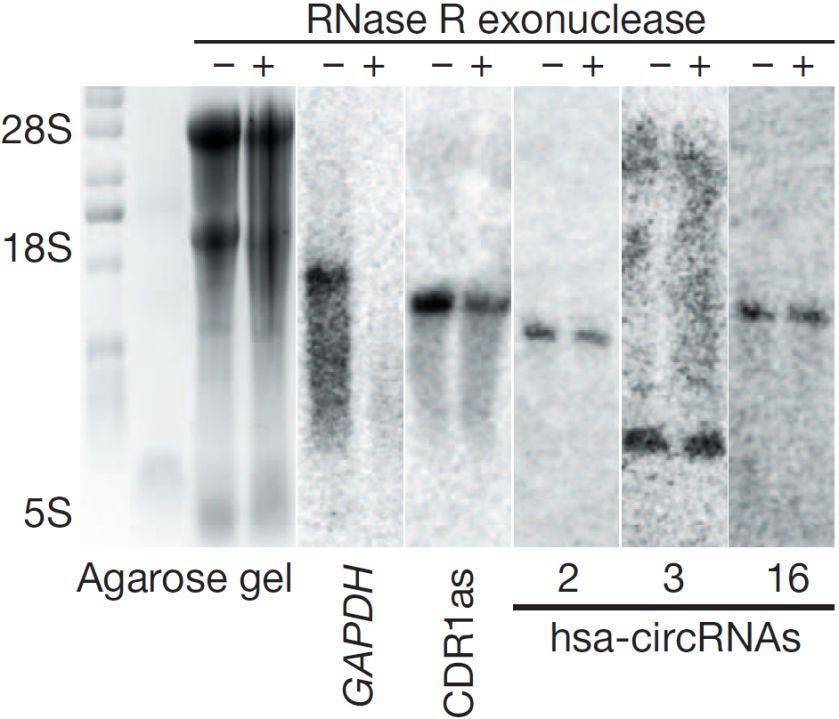 RNase R exonuclease
− + − + − + − + − + − +
28S
18S
5S
Agarose gel
GAPDH
CDR1as
2 3 16
hsa-circRNAs